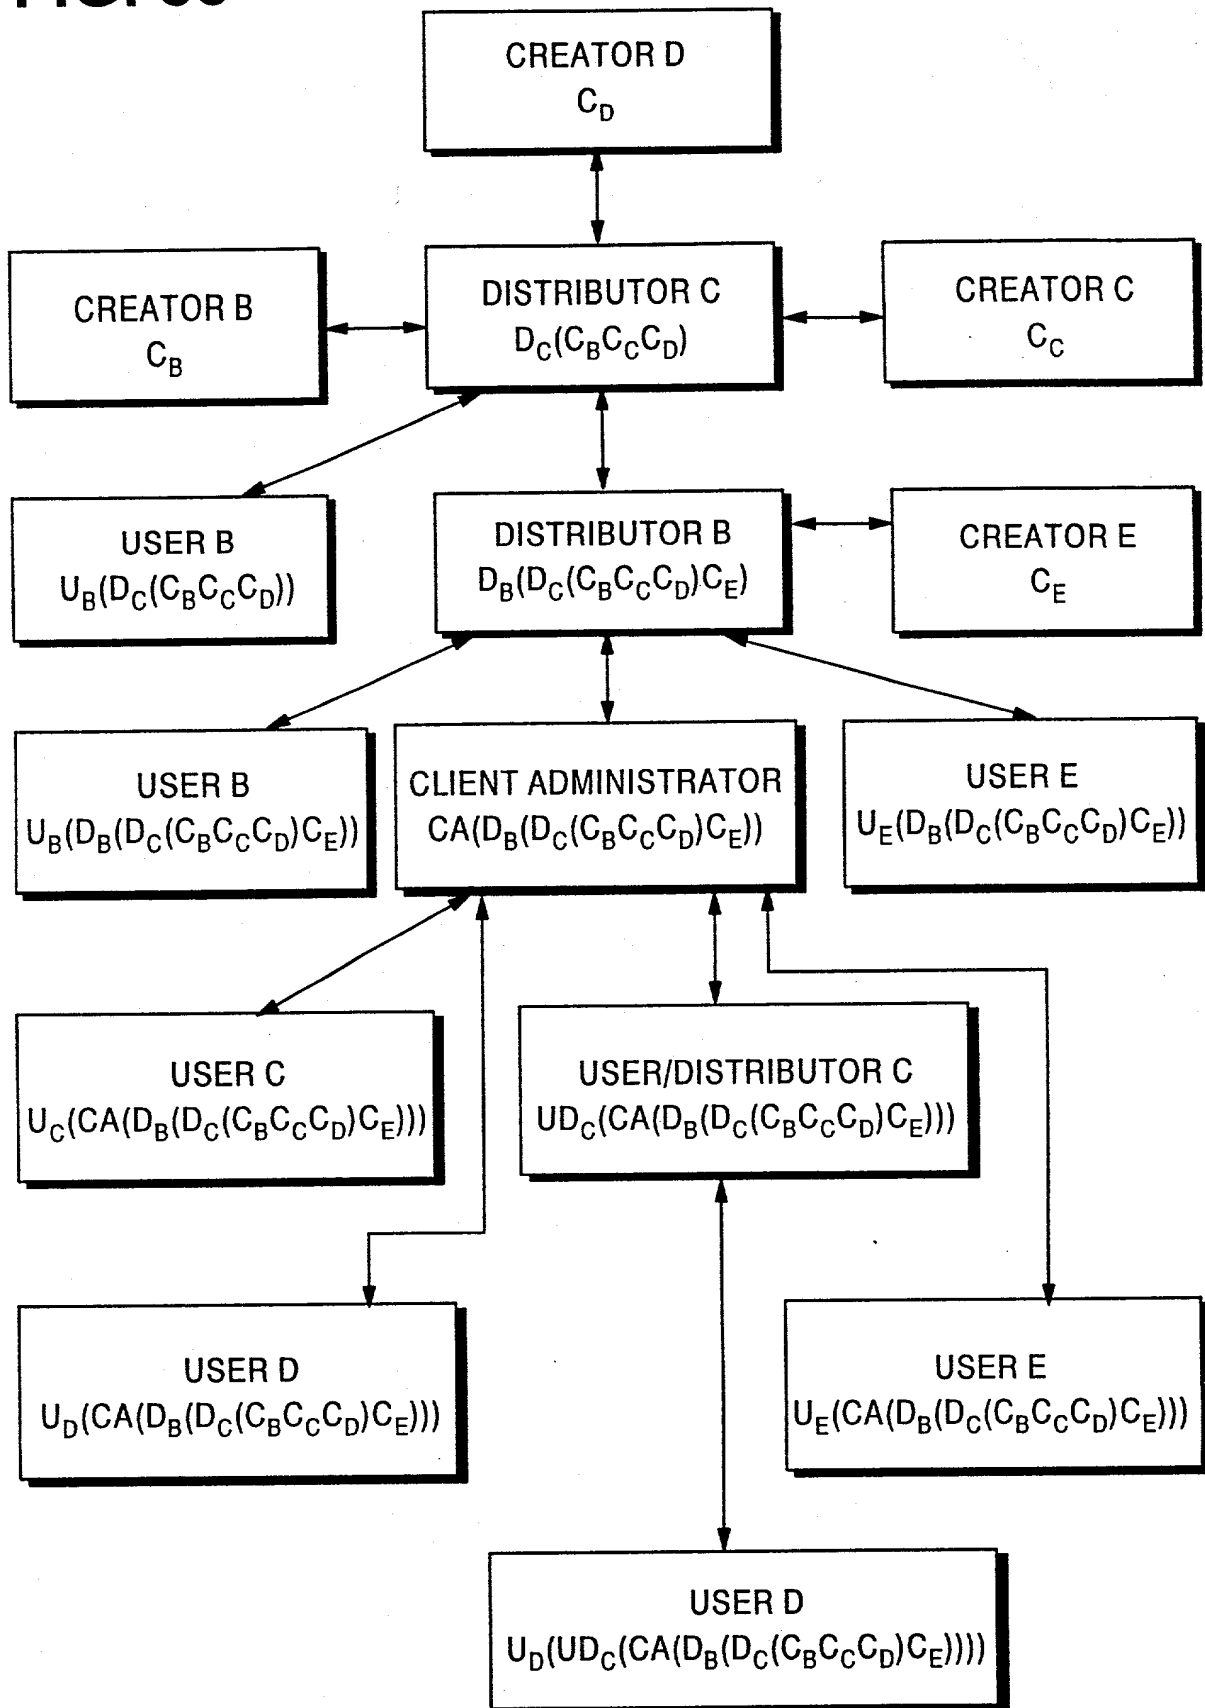 CREATOR D
C_D
CREATOR B
C_B
DISTRIBUTOR C
D_C(C_BC_CC_D)
CREATOR C
C_C
USER B
U_B(D_C(C_BC_CC_D))
DISTRIBUTOR B
D_B(D_C(C_BC_CC_D)C_E)
CREATOR E
C_E
USER B
U_B(D_B(D_C(C_BC_CC_D)C_E))
CLIENT ADMINISTRATOR
CA(D_B(D_C(C_BC_CC_D)C_E))
USER E
U_E(D_B(D_C(C_BC_CC_D)C_E))
USER C
U_C(CA(D_B(D_C(C_BC_CC_D)C_E)))
USER/DISTRIBUTOR C
UD_C(CA(D_B(D_C(C_BC_CC_D)C_E)))
USER D
U_D(CA(D_B(D_C(C_BC_CC_D)C_E)))
USER E
U_E(CA(D_B(D_C(C_BC_CC_D)C_E)))
USER D
U_D(UD_C(CA(D_B(D_C(C_BC_CC_D)C_E))))